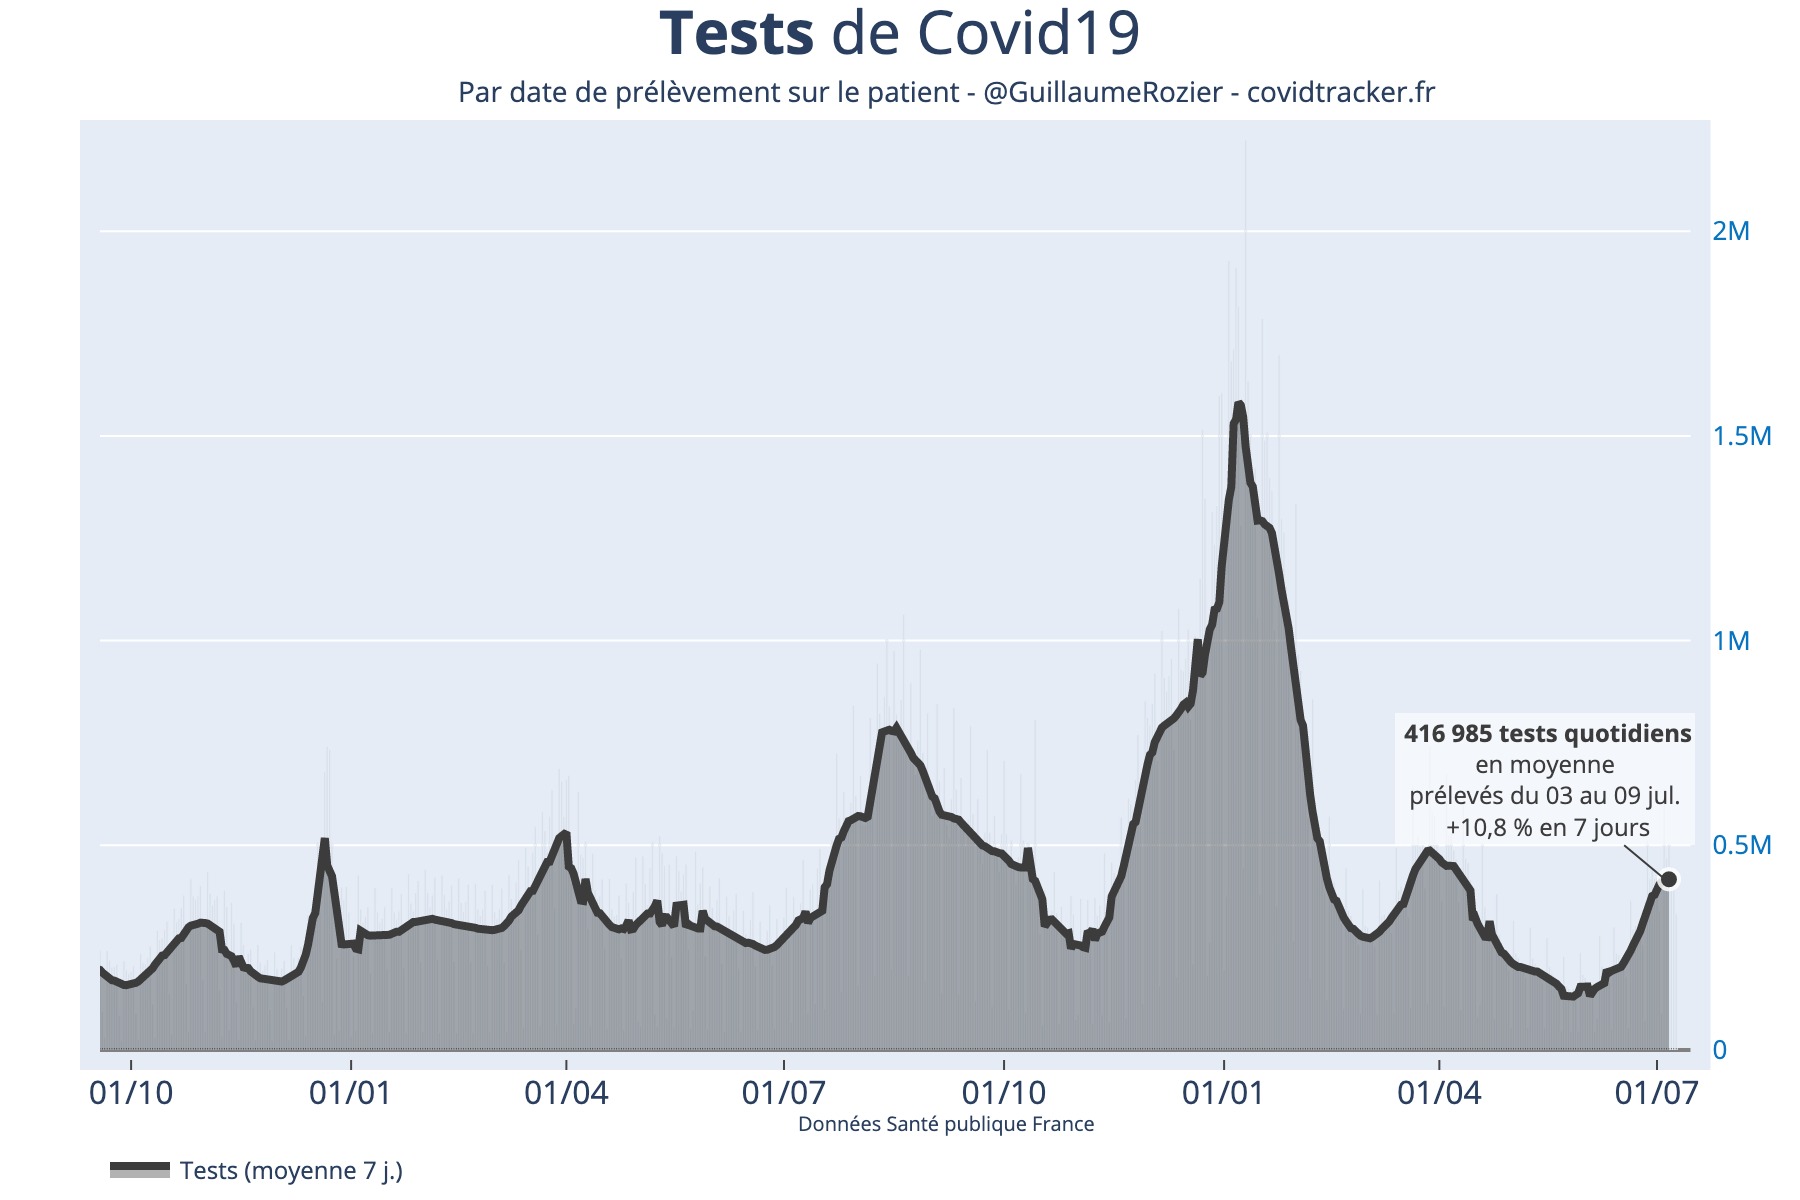 Tests de Covid19
Par date de prélèvement sur le patient - @GuillaumeRozier - covidtracker.fr
2M
1.5M
1M
416 985 tests quotidiens
en moyenne
prélevés du 03 au 09 jul.
+10,8 % en 7 jours
0.5M
0
01/10 01/01 01/04 01/07 01/10 01/01 01/04 01/07
Données Santé publique France
Tests (moyenne 7 j.)